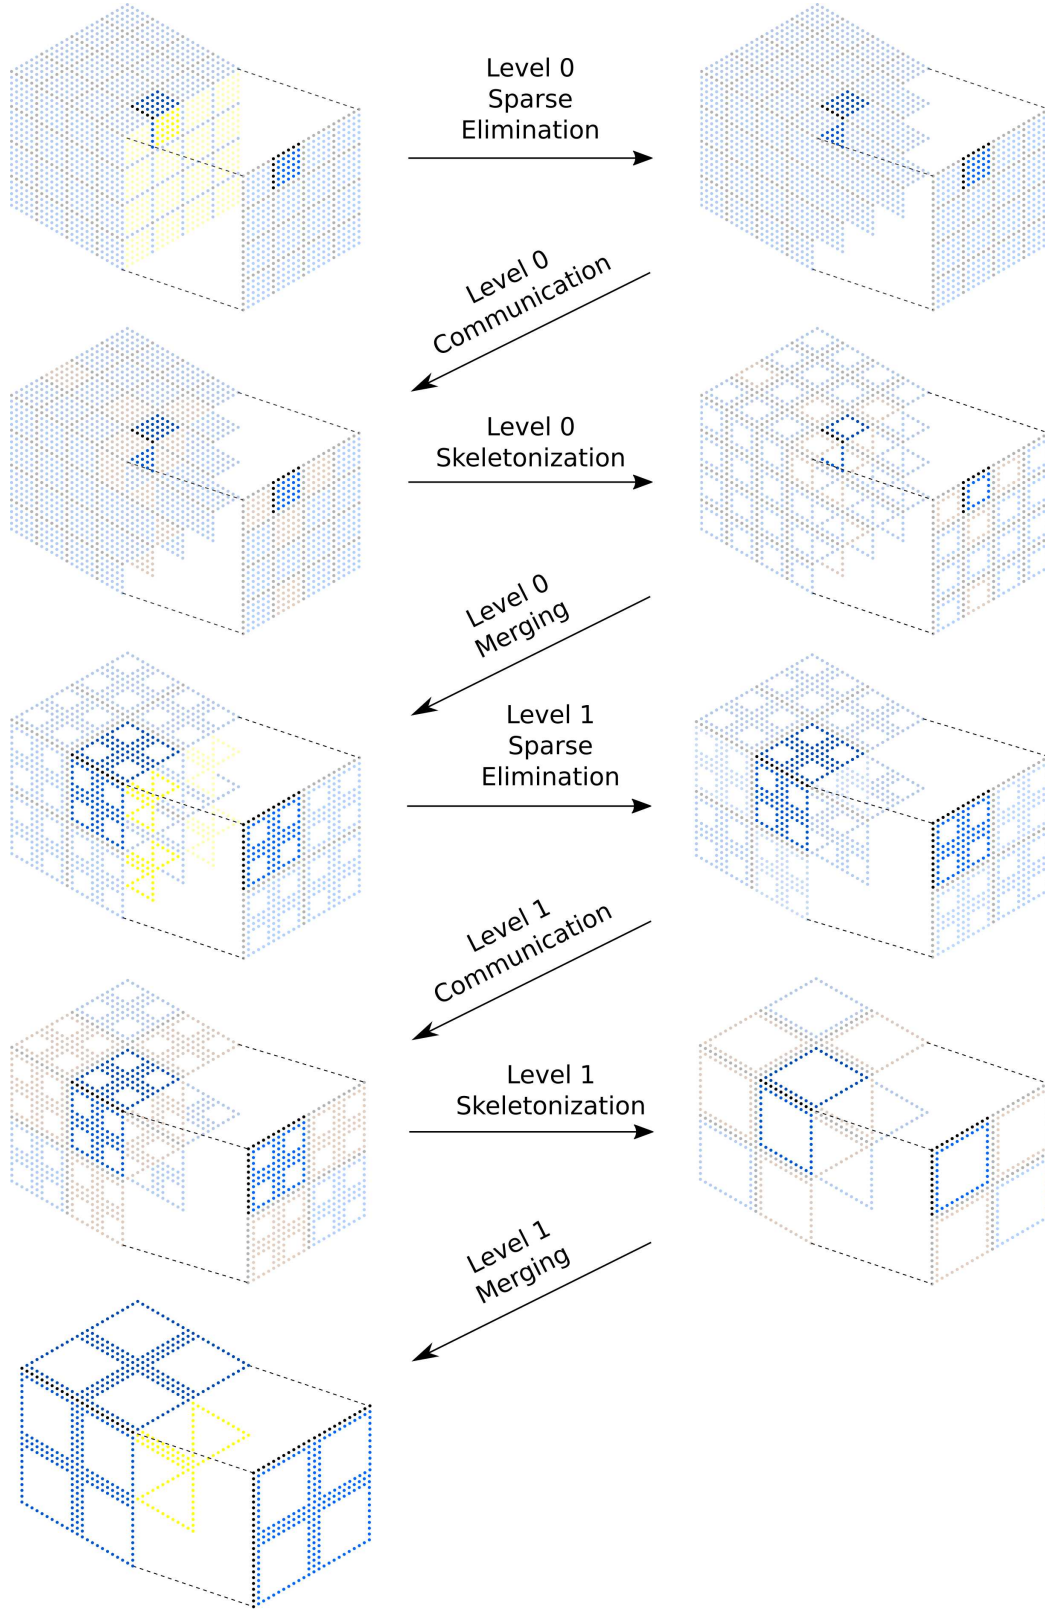 Level 0
Sparse
Elimination
Level 0
Communication
Level 0
Skeletonization
Level 0
Merging
Level 1
Sparse
Elimination
Level 1
Communication
Level 1
Skeletonization
Level 1
Merging